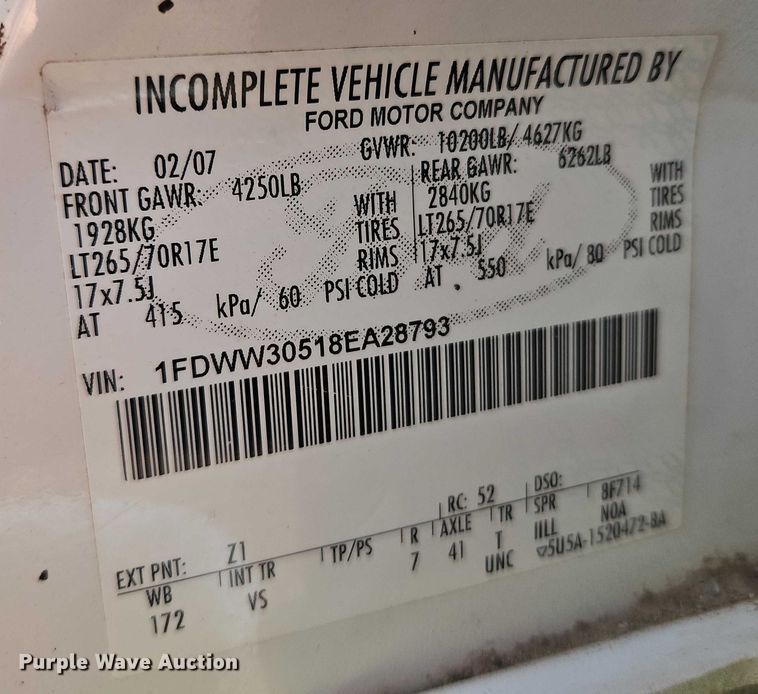 INCOMPLETE VEHICLE MANUFACTURED BY
FORD MOTOR COMPANY
DATE: 02/07 GVWR: 10200LB/ 4627KG
FRONT GAWR: 4250LB REAR GAWR: 6262LB
1928KG WITH 2840KG WITH
LT265/70R17E TIRES LT265/70R17E TIRES
17x7.5J RIMS 17x7.5J RIMS
AT 415 kPa/ 60 PSI COLD AT 550 kPa/ 80 PSI COLD
VIN: 1FDWW30518EA28793
EXT PNT: Z1 RC: 52 DSO:
WB INT TR TP/PS R AXLE TR SPR 8F714
172 VS 7 41 T IILL NOA
UNC 5U5A-1520472-BA
Ford
Purple Wave Auction